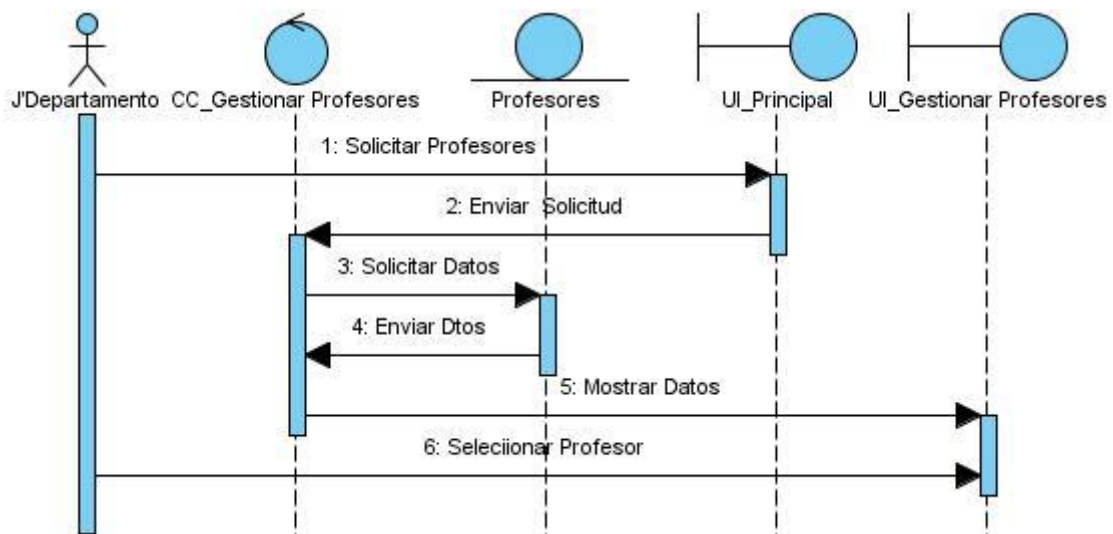 J'Departamento CC_Gestionar Profesores Profesores UI_Principal UI_Gestionar Profesores
1: Solicitar Profesores
2: Enviar Solicitud
3: Solicitar Datos
4: Enviar Dtos
5: Mostrar Datos
6: Seleciionar Profesor